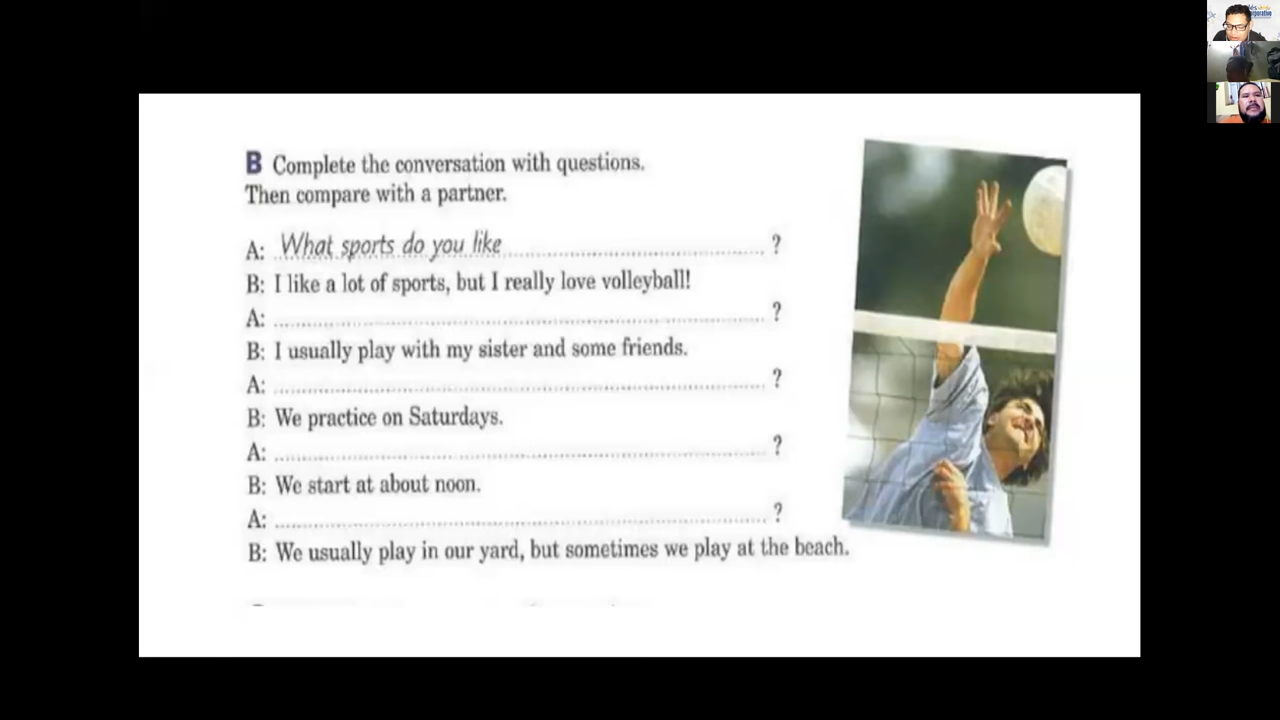 B Complete the conversation with questions.
Then compare with a partner.
A: What sports do you like ?
B: I like a lot of sports, but I really love volleyball!
A: ?
B: I usually play with my sister and some friends.
A: ?
B: We practice on Saturdays.
A: ?
B: We start at about noon.
A: ?
B: We usually play in our yard, but sometimes we play at the beach.